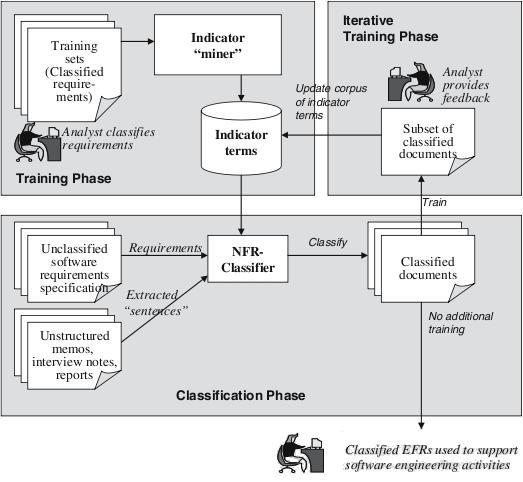 Training
sets
(Classified
require-
ments)
Indicator
“miner”
Analyst classifies
requirements
Indicator
terms
Training Phase
Iterative
Training Phase
Update corpus
of indicator
terms
Analyst
provides
feedback
Subset of
classified
documents
Train
Unclassified
software
requirements
specification
Requirements
NFR-
Classifier
Classify
Classified
documents
Extracted
“sentences”
Unstructured
memos,
interview notes,
reports
No additional
training
Classification Phase
Classified EFRs used to support
software engineering activities